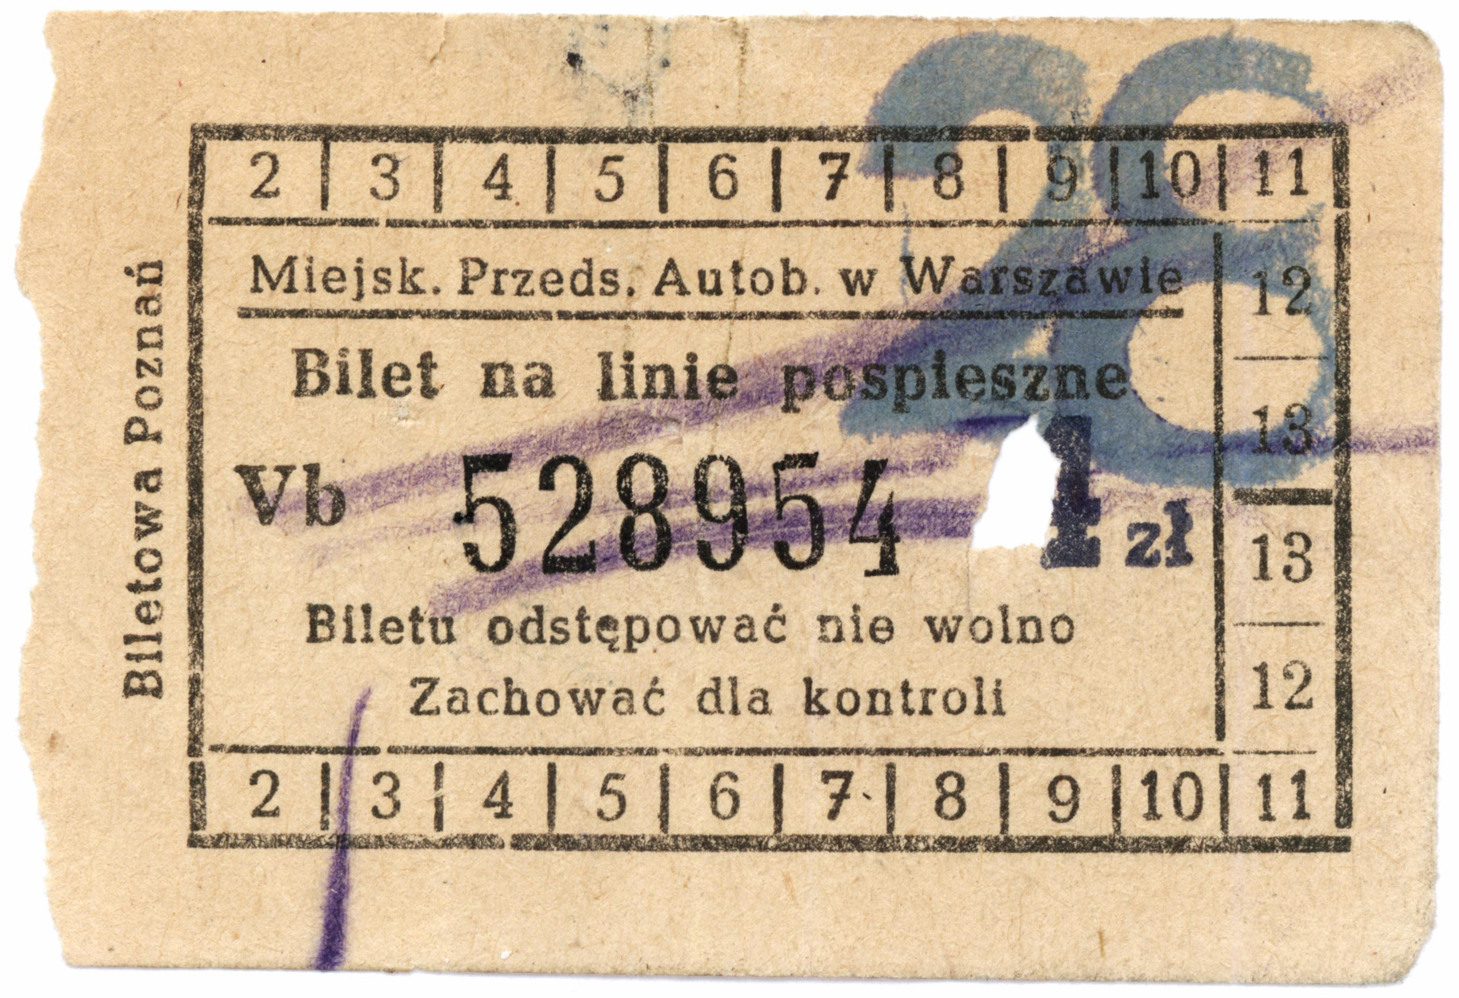 28
2 3 4 5 6 7 8 9 10 11
Miejsk. Przeds. Autob. w Warszawie
12
Bilet na linie pospieszne
13
Vb 528954 1 zł
13
Biletu odstępować nie wolno
12
Zachować dla kontroli
2 3 4 5 6 7 8 9 10 11
Biletowa Poznań